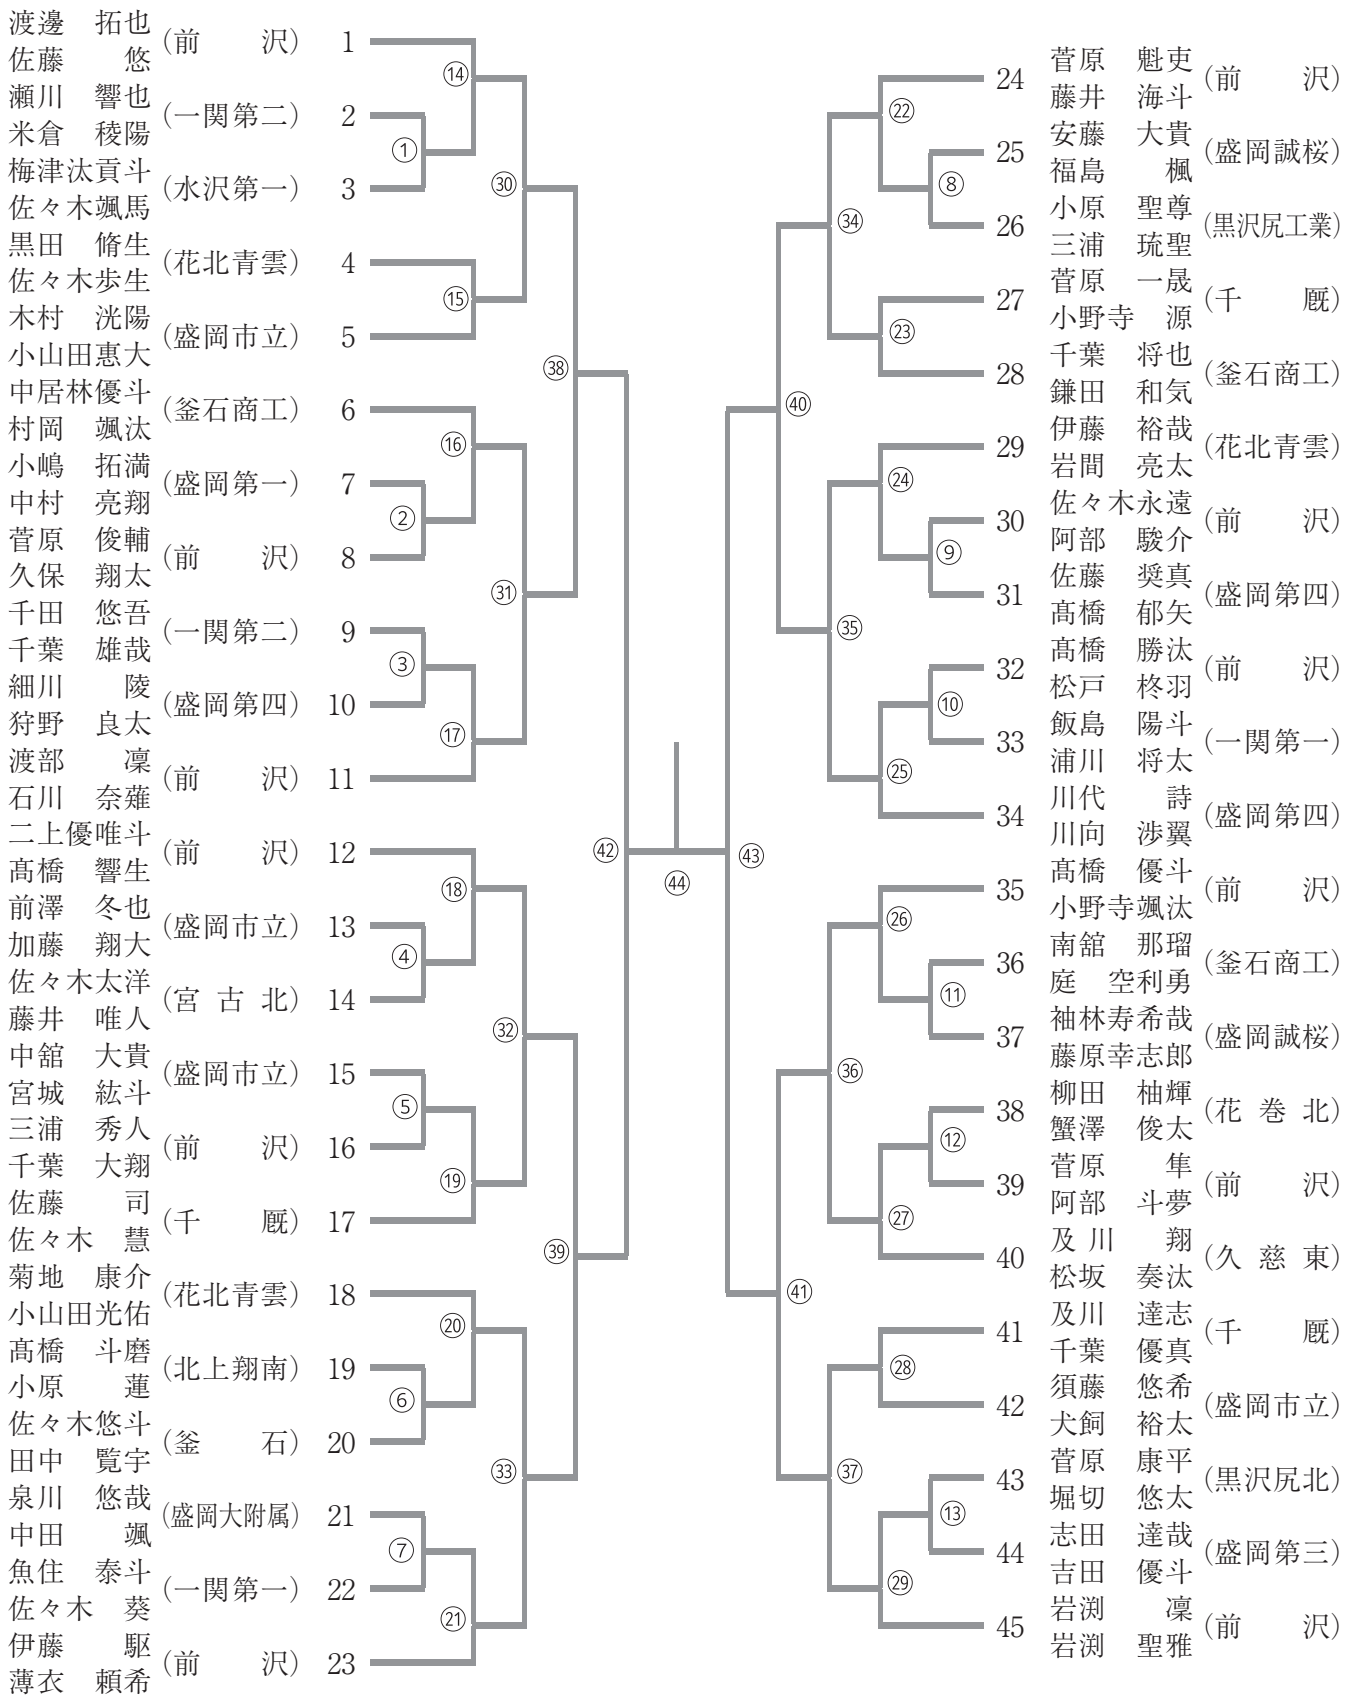 渡邊　拓也
佐藤　　悠
(前　　沢) 1
瀬川　響也
米倉　稜陽
(一関第二) 2
梅津汰貢斗
佐々木颯馬
(水沢第一) 3
黒田　脩生
佐々木歩生
(花北青雲) 4
木村　洸陽
小山田惠大
(盛岡市立) 5
中居林優斗
村岡　颯汰
(釜石商工) 6
小嶋　拓満
中村　亮翔
(盛岡第一) 7
菅原　俊輔
久保　翔太
(前　　沢) 8
千田　悠吾
千葉　雄哉
(一関第二) 9
細川　　陵
狩野　良太
(盛岡第四) 10
渡部　　凜
石川　奈薙
(前　　沢) 11
二上優唯斗
髙橋　響生
(前　　沢) 12
前澤　冬也
加藤　翔大
(盛岡市立) 13
佐々木太洋
藤井　唯人
(宮 古 北) 14
中舘　大貴
宮城　紘斗
(盛岡市立) 15
三浦　秀人
千葉　大翔
(前　　沢) 16
佐藤　　司
佐々木　慧
(千　　厩) 17
菊地　康介
小山田光佑
(花北青雲) 18
髙橋　斗磨
小原　　蓮
(北上翔南) 19
佐々木悠斗
田中　覧宇
(釜　　石) 20
泉川　悠哉
中田　　颯
(盛岡大附属) 21
魚住　泰斗
佐々木　葵
(一関第一) 22
伊藤　　駆
薄衣　頼希
(前　　沢) 23
① ② ③ ④ ⑤ ⑥ ⑦
⑭ ⑮ ⑯ ⑰ ⑱ ⑲ ⑳ ㉑
㉚ ㉛ ㉜ ㉝
㊳ ㊴
㊷ ㊹ ㊸
㊵ ㊶
㉞ ㉟ ㊱ ㊲
㉒ ㉓ ㉔ ㉕ ㉖ ㉗ ㉘ ㉙
⑧ ⑨ ⑩ ⑪ ⑫ ⑬
24 菅原　魁吏
藤井　海斗
(前　　沢)
25 安藤　大貴
福島　　楓
(盛岡誠桜)
26 小原　聖尊
三浦　琉聖
(黒沢尻工業)
27 菅原　一晟
小野寺　源
(千　　厩)
28 千葉　将也
鎌田　和気
(釜石商工)
29 伊藤　裕哉
岩間　亮太
(花北青雲)
30 佐々木永遠
阿部　駿介
(前　　沢)
31 佐藤　奨真
髙橋　郁矢
(盛岡第四)
32 髙橋　勝汰
松戸　柊羽
(前　　沢)
33 飯島　陽斗
浦川　将太
(一関第一)
34 川代　　詩
川向　渉翼
(盛岡第四)
35 髙橋　優斗
小野寺颯汰
(前　　沢)
36 南舘　那瑠
庭　空利勇
(釜石商工)
37 袖林寿希哉
藤原幸志郎
(盛岡誠桜)
38 柳田　柚輝
蟹澤　俊太
(花 巻 北)
39 菅原　　隼
阿部　斗夢
(前　　沢)
40 及川　　翔
松坂　奏汰
(久 慈 東)
41 及川　達志
千葉　優真
(千　　厩)
42 須藤　悠希
犬飼　裕太
(盛岡市立)
43 菅原　康平
堀切　悠太
(黒沢尻北)
44 志田　達哉
吉田　優斗
(盛岡第三)
45 岩渕　　凜
岩渕　聖雅
(前　　沢)